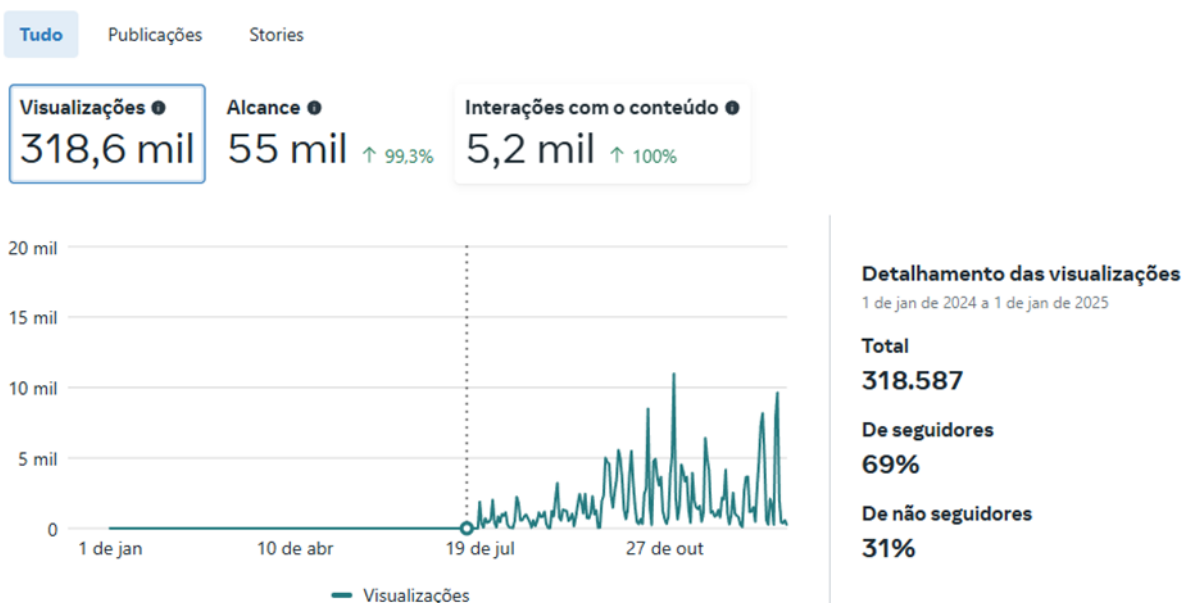 Tudo Publicações Stories
Visualizações Alcance Interações com o conteúdo
318,6 mil 55 mil ↑ 99,3% 5,2 mil ↑ 100%
20 mil
15 mil
10 mil
5 mil
0
1 de jan 10 de abr 19 de jul 27 de out
Visualizações
Detalhamento das visualizações
1 de jan de 2024 a 1 de jan de 2025
Total
318.587
De seguidores
69%
De não seguidores
31%